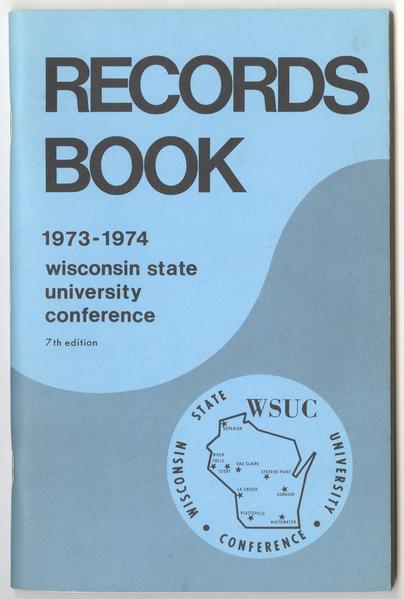 RECORDS
BOOK
1973-1974
wisconsin state
university
conference
7th edition
WISCONSIN STATE UNIVERSITY
• CONFERENCE •
WSUC
SUPERIOR
RIVER
FALLS
STOUT
EAU CLAIRE
STEVENS POINT
LA CROSSE
OSHKOSH
PLATTEVILLE
WHITEWATER